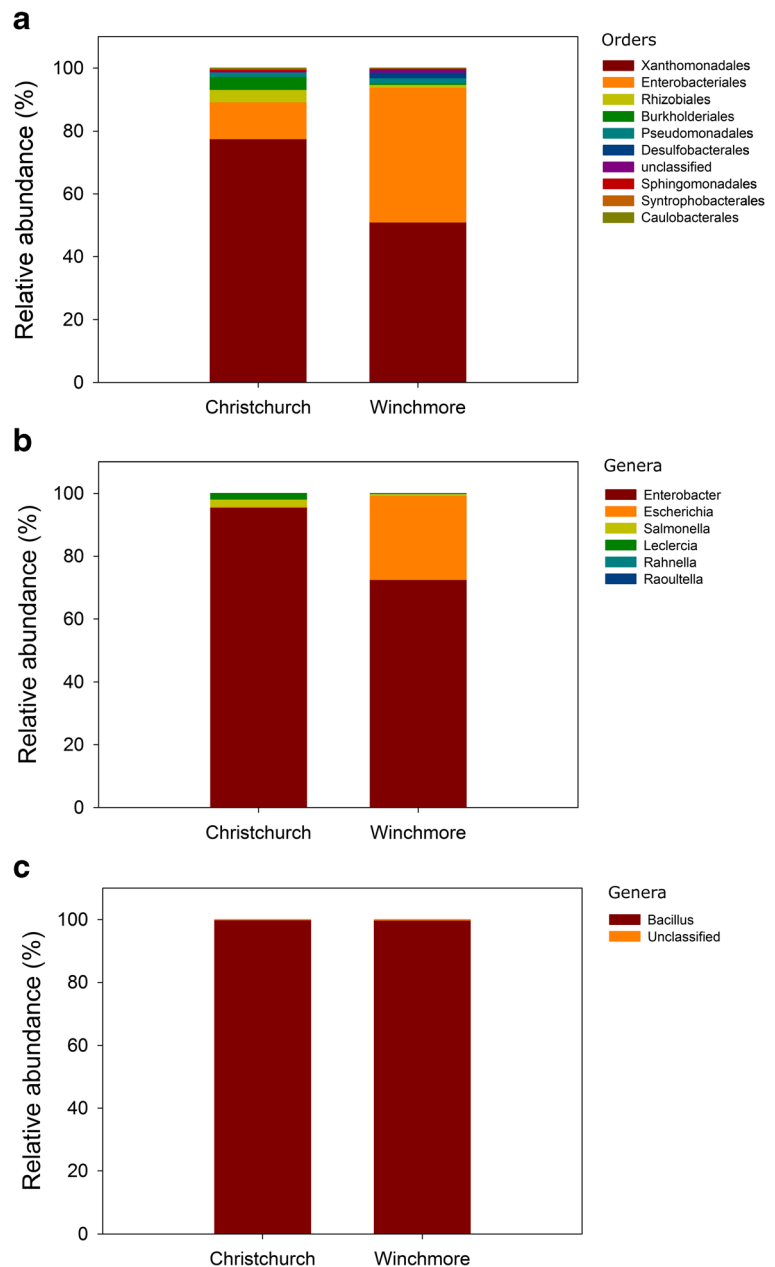 a
Orders
Relative abundance (%)
100
80
60
40
20
0
Christchurch
Winchmore
Xanthomonadales
Enterobacteriales
Rhizobiales
Burkholderiales
Pseudomonadales
Desulfobacterales
unclassified
Sphingomonadales
Syntrophobacterales
Caulobacterales
b
Genera
Relative abundance (%)
100
80
60
40
20
0
Christchurch
Winchmore
Enterobacter
Escherichia
Salmonella
Leclercia
Rahnella
Raoultella
c
Genera
Relative abundance (%)
100
80
60
40
20
0
Christchurch
Winchmore
Bacillus
Unclassified